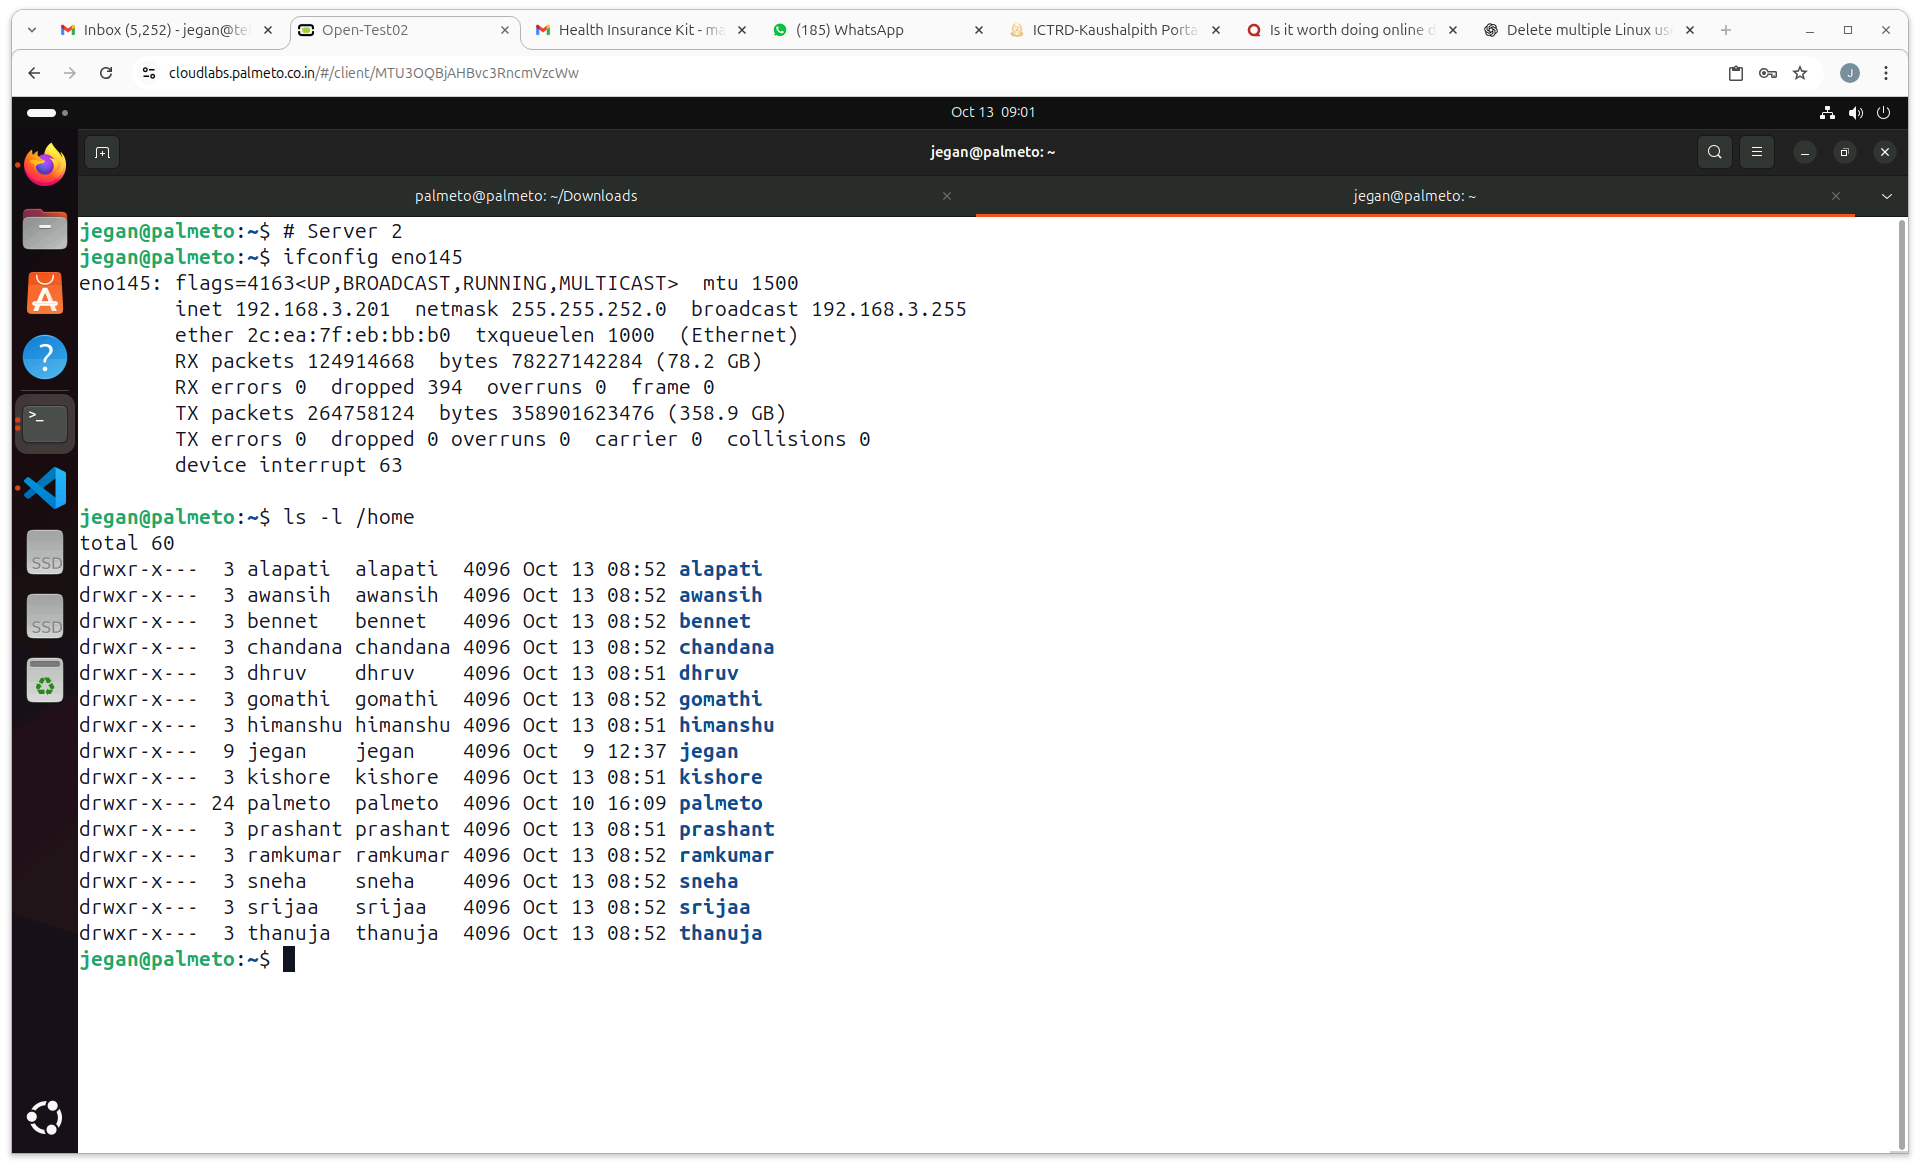 Inbox (5,252) - jegan@tel
Open-Test02
Health Insurance Kit - ma
(185) WhatsApp
ICTRD-Kaushalpith Porta
Is it worth doing online d
Delete multiple Linux use
cloudlabs.palmeto.co.in/#/client/MTU3OQBjAHBvc3RncmVzcWw
J
Oct 13 09:01
jegan@palmeto: ~
palmeto@palmeto: ~/Downloads
jegan@palmeto: ~
jegan@palmeto:~$ # Server 2
jegan@palmeto:~$ ifconfig eno145
eno145: flags=4163<UP,BROADCAST,RUNNING,MULTICAST>  mtu 1500
        inet 192.168.3.201  netmask 255.255.252.0  broadcast 192.168.3.255
        ether 2c:ea:7f:eb:bb:b0  txqueuelen 1000  (Ethernet)
        RX packets 124914668  bytes 78227142284 (78.2 GB)
        RX errors 0  dropped 394  overruns 0  frame 0
        TX packets 264758124  bytes 358901623476 (358.9 GB)
        TX errors 0  dropped 0 overruns 0  carrier 0  collisions 0
        device interrupt 63
jegan@palmeto:~$ ls -l /home
total 60
drwxr-x---  3 alapati  alapati  4096 Oct 13 08:52 alapati
drwxr-x---  3 awansih  awansih  4096 Oct 13 08:52 awansih
drwxr-x---  3 bennet   bennet   4096 Oct 13 08:52 bennet
drwxr-x---  3 chandana chandana 4096 Oct 13 08:52 chandana
drwxr-x---  3 dhruv    dhruv    4096 Oct 13 08:51 dhruv
drwxr-x---  3 gomathi  gomathi  4096 Oct 13 08:52 gomathi
drwxr-x---  3 himanshu himanshu 4096 Oct 13 08:51 himanshu
drwxr-x---  9 jegan    jegan    4096 Oct  9 12:37 jegan
drwxr-x---  3 kishore  kishore  4096 Oct 13 08:51 kishore
drwxr-x--- 24 palmeto  palmeto  4096 Oct 10 16:09 palmeto
drwxr-x---  3 prashant prashant 4096 Oct 13 08:51 prashant
drwxr-x---  3 ramkumar ramkumar 4096 Oct 13 08:52 ramkumar
drwxr-x---  3 sneha    sneha    4096 Oct 13 08:52 sneha
drwxr-x---  3 srijaa   srijaa   4096 Oct 13 08:52 srijaa
drwxr-x---  3 thanuja  thanuja  4096 Oct 13 08:52 thanuja
jegan@palmeto:~$
SSD
SSD